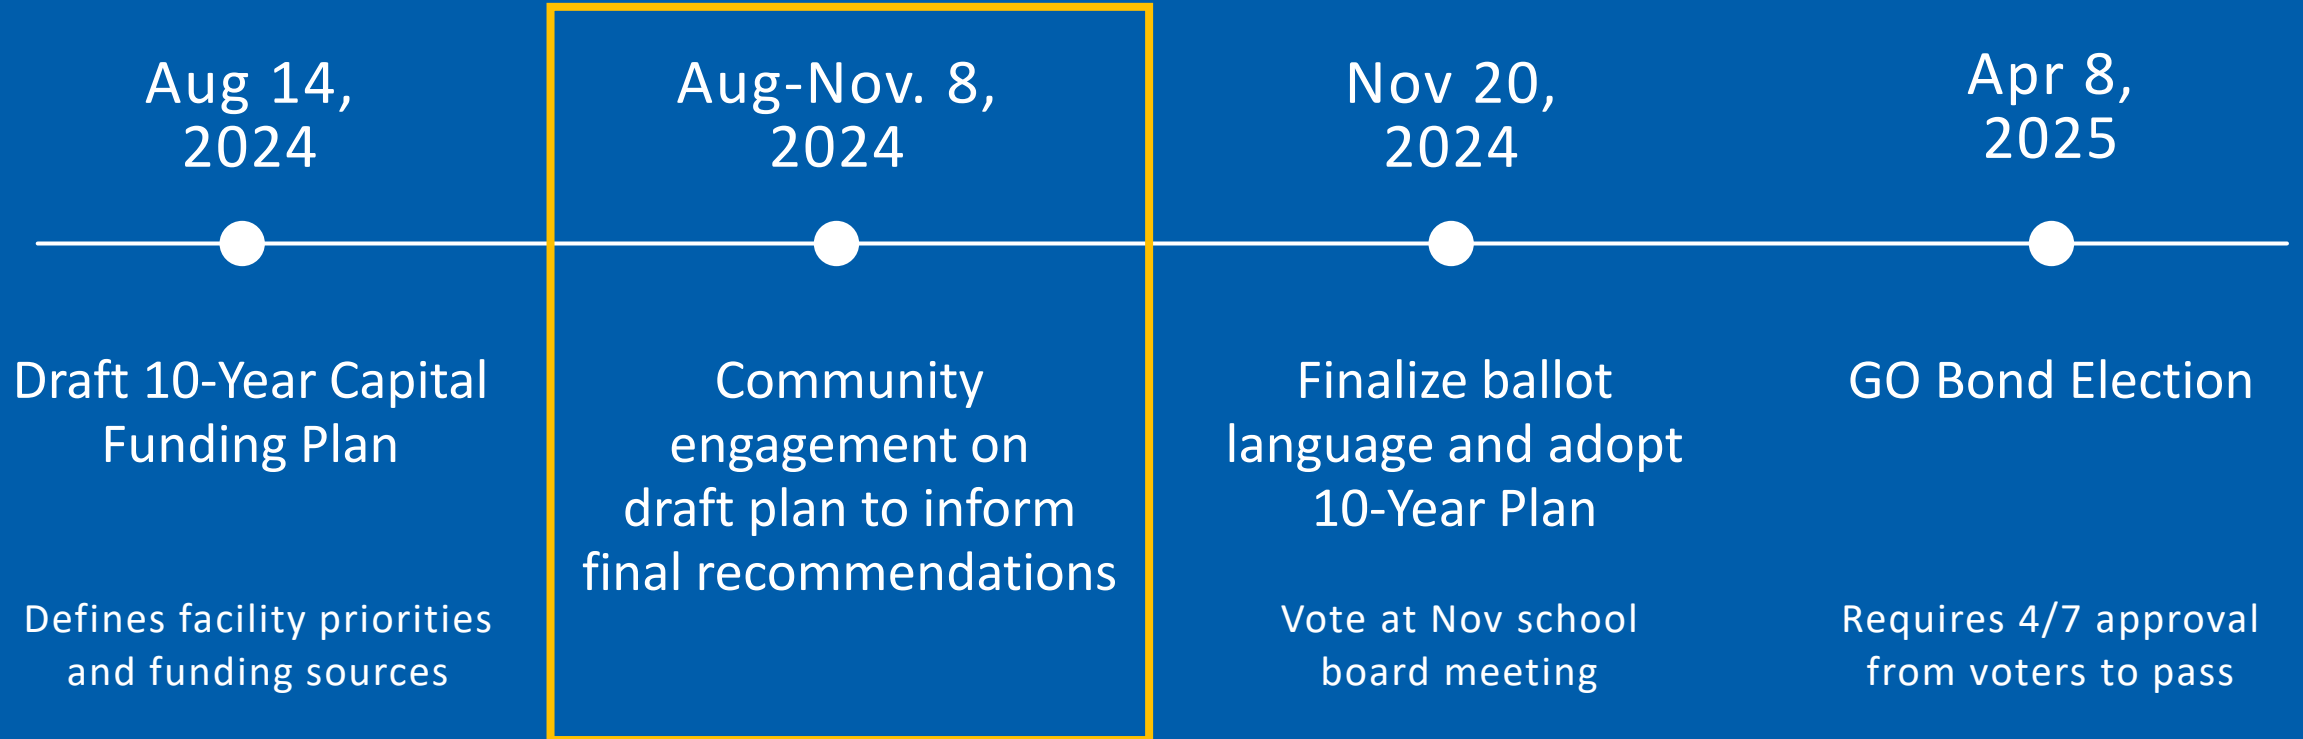 Aug 14,
2024
Draft 10-Year Capital
Funding Plan
Defines facility priorities
and funding sources
Aug-Nov. 8,
2024
Community
engagement on
draft plan to inform
final recommendations
Nov 20,
2024
Finalize ballot
language and adopt
10-Year Plan
Vote at Nov school
board meeting
Apr 8,
2025
GO Bond Election
Requires 4/7 approval
from voters to pass